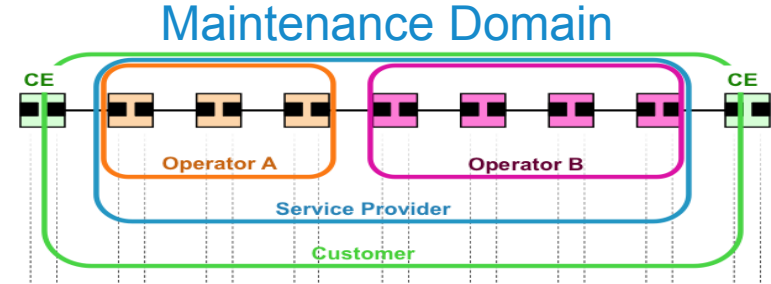 Maintenance Domain
CE
CE
Operator A
Operator B
Service Provider
Customer